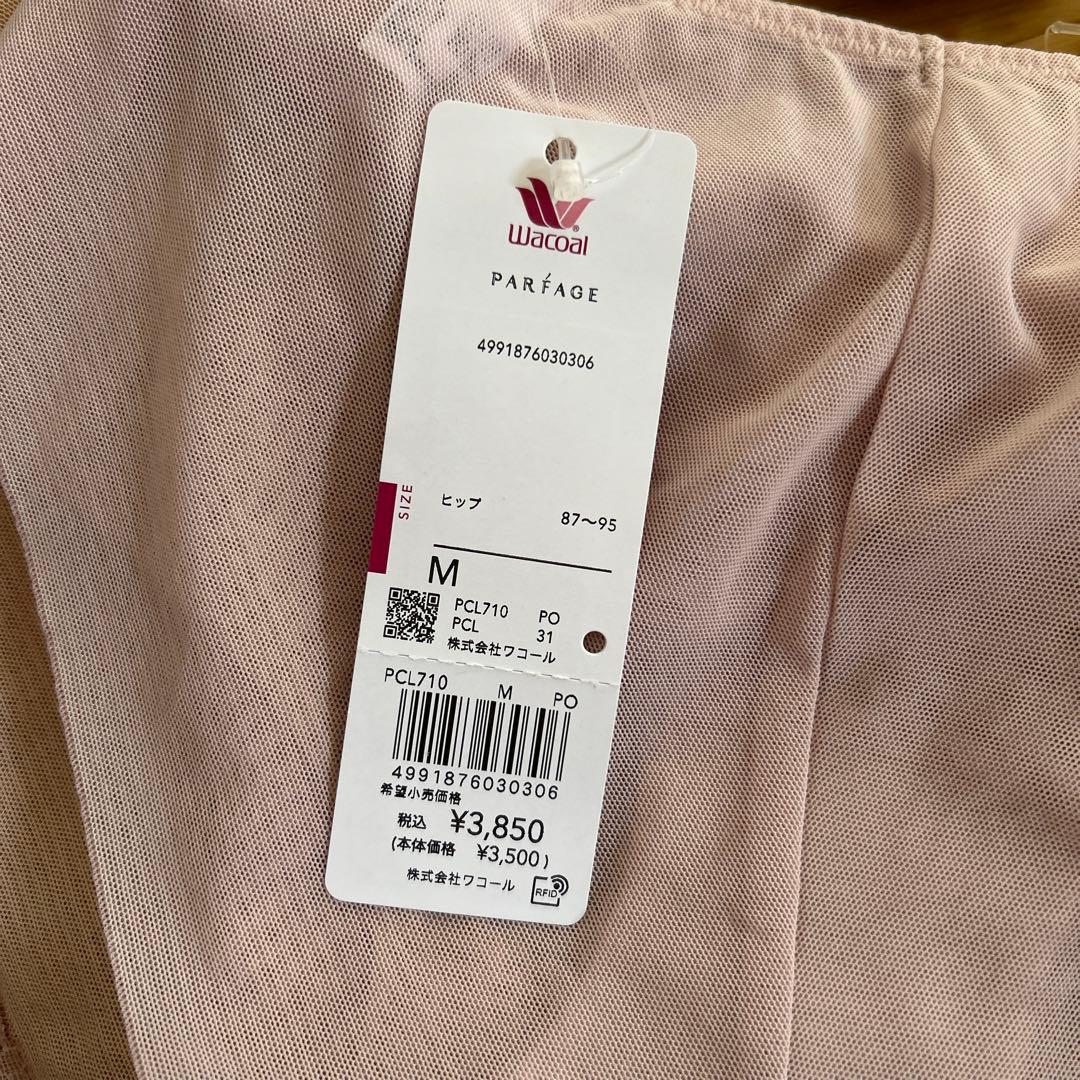 Wacoal®
PARFAGE
4991876030306
SIZE
ヒップ 87〜95
M
PCL710 PO
PCL 31
株式会社ワコール
PCL710 M PO
4991876030306
希望小売価格
税込 ¥3,850
(本体価格 ¥3,500)
株式会社ワコール
RFID